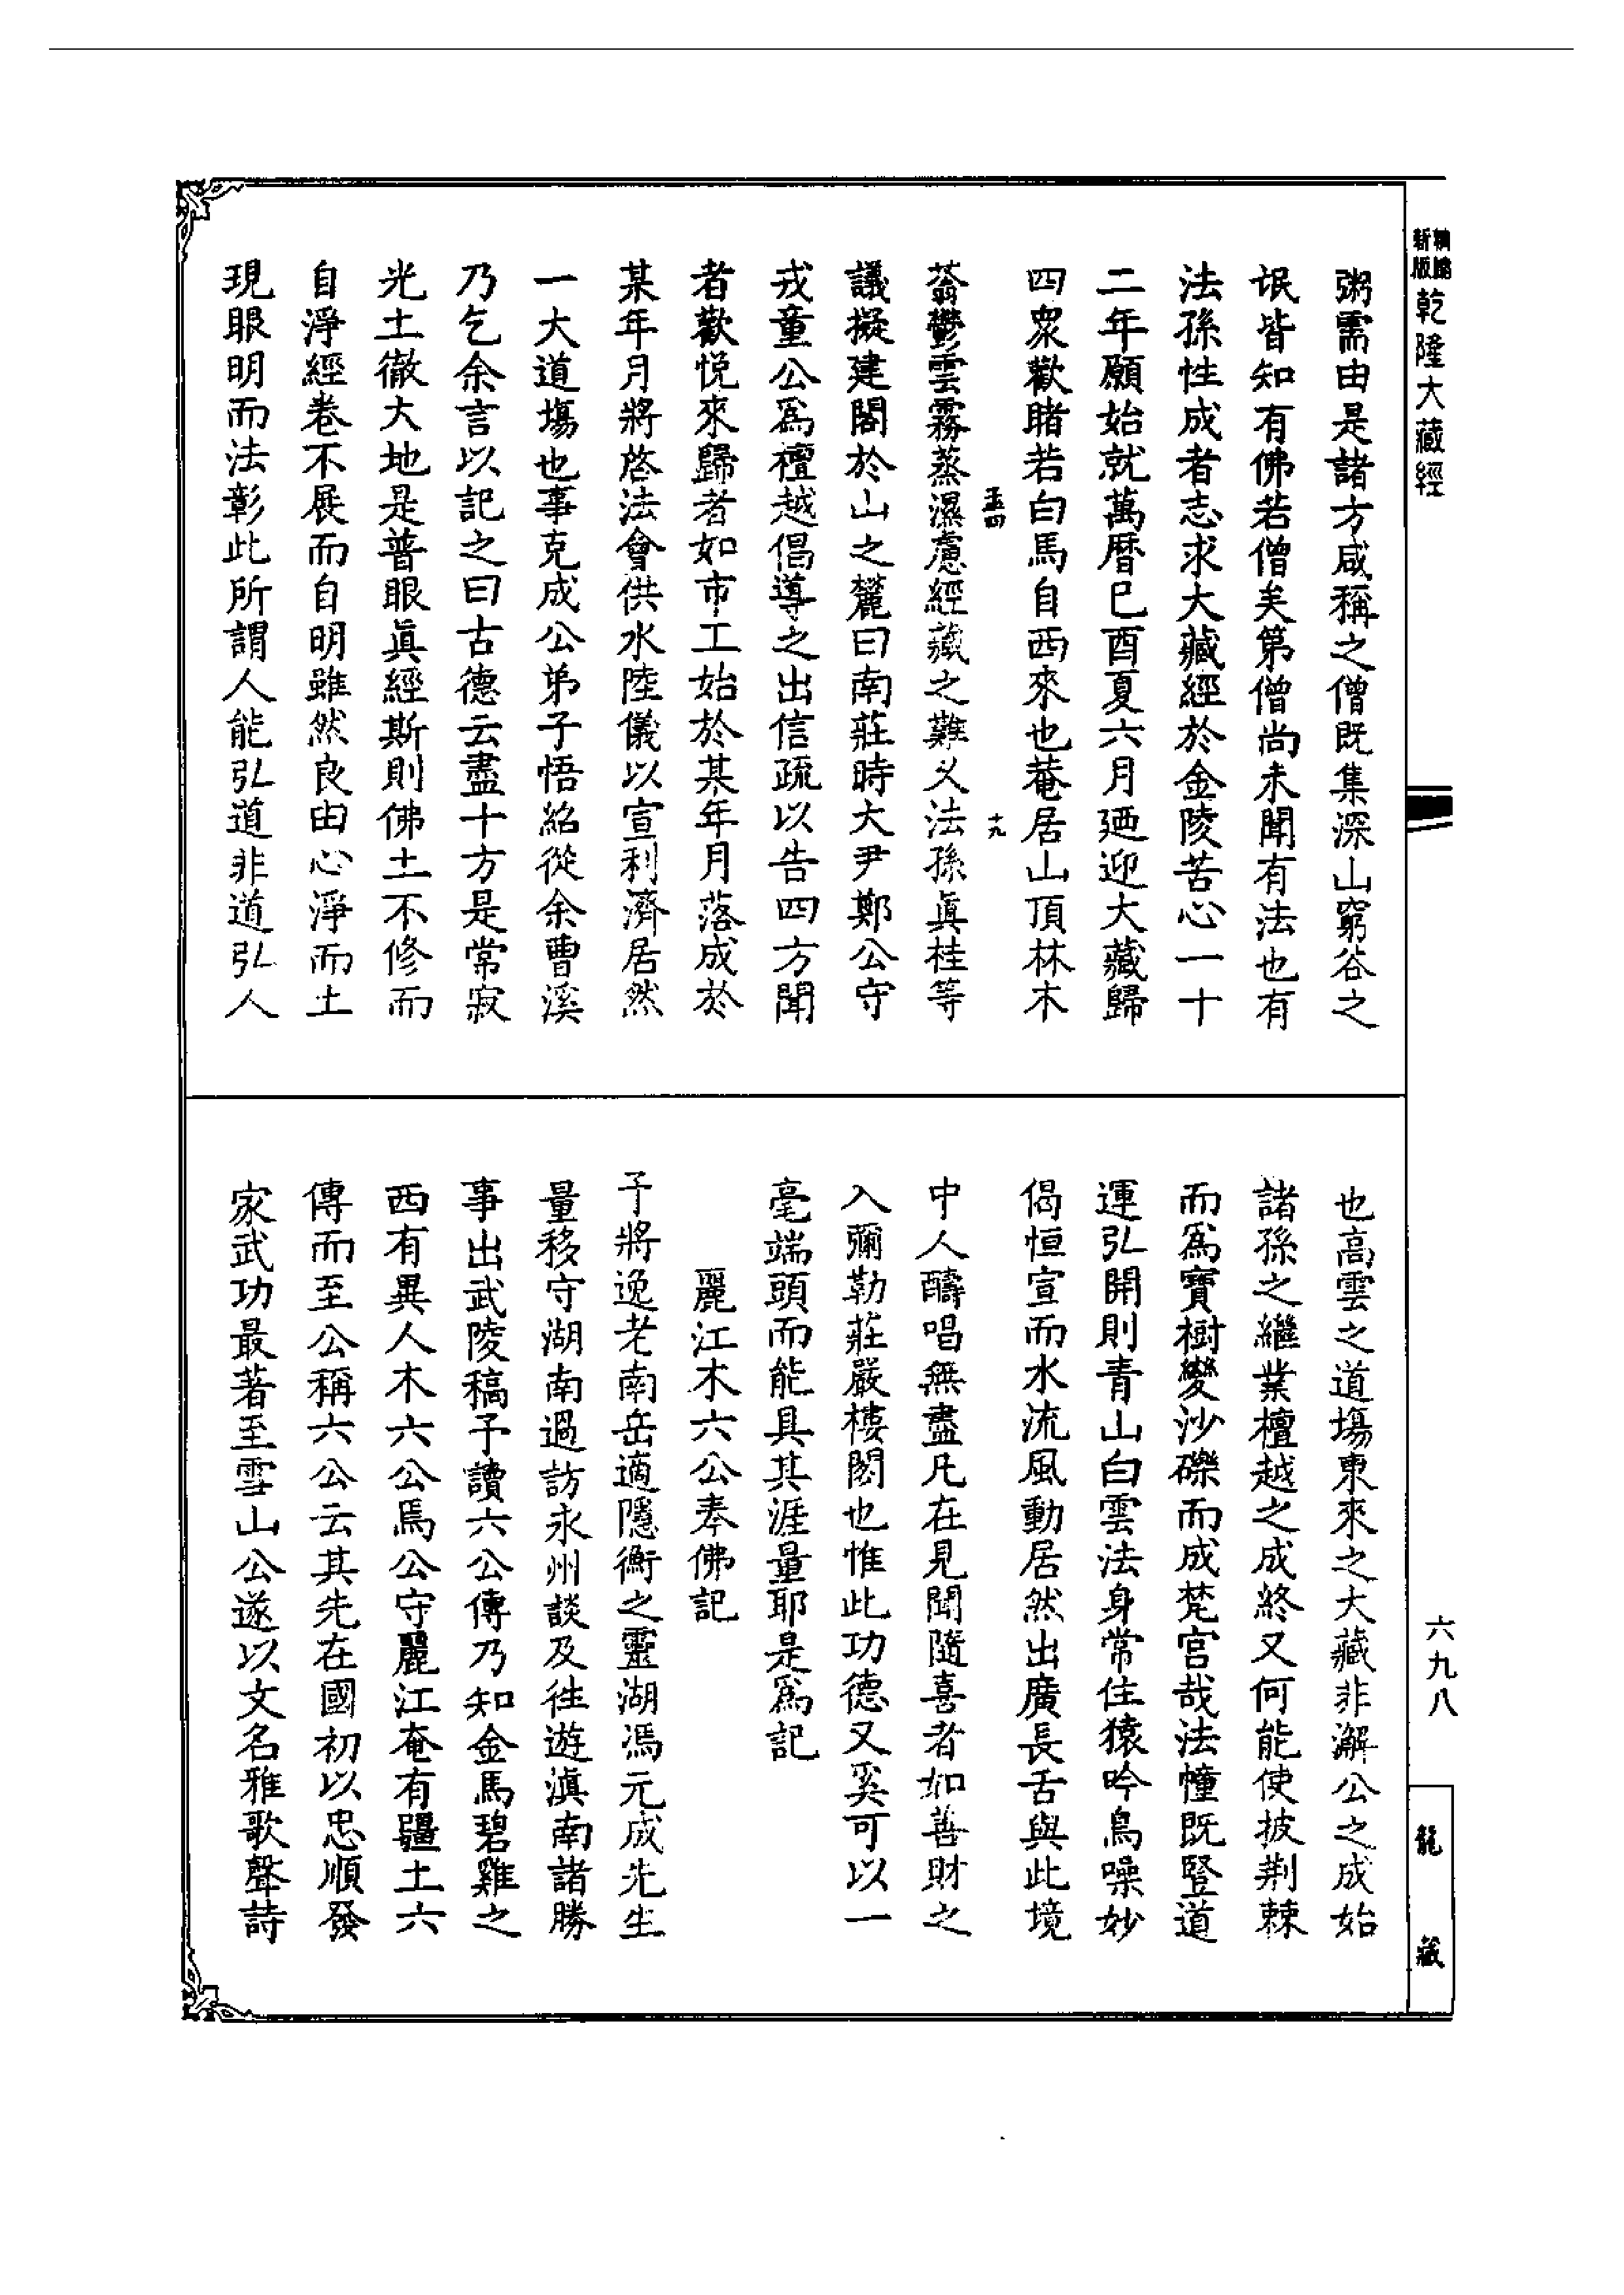 新版
乾隆大藏經
六九八
龍藏
粥需由是諸方咸稱之僧既集深山窮谷之
氓皆知有佛若僧矣第僧尚未聞有法也有
法孫性成者志求大藏經於金陵苦心一十
二年願始就萬曆巳酉夏六月迺迎大藏歸
四眾歡睹若白馬自西來也菴居山頂林木
十九
蓊鬱雲霧蒸濕慮經藏之難乂法孫眞桂等
議擬建閣於山之麓曰南莊時大尹鄭公守
戎童公爲檀越倡導之出信疏以告四方聞
者歡悅來歸者如市工始於某年月落成於
某年月將啓法會供水陸儀以宣利濟居然
一大道場也事克成公弟子悟紹從余曹溪
乃乞余言以記之曰古德云盡十方是常寂
光土徹大地是普眼眞經斯則佛土不修而
自淨經卷不展而自明雖然良由心淨而土
現眼明而法彰此所謂人能弘道非道弘人
也高雲之道場東來之大藏非澥公之成始
諸孫之繼業檀越之成終又何能使披荆棘
而爲寶樹變沙礫而成梵宮哉法幢既豎道
運弘開則青山白雲法身常住猿吟鳥噪妙
偈恒宣而水流風動居然出廣長舌與此境
中人醻唱無盡凡在見聞隨喜者如善財之
入彌勒莊嚴樓閣也惟此功德又奚可以一
毫端頭而能具其涯量耶是爲記
麗江木六公奉佛記
予將逸老南岳適隱衡之靈湖馮元成先生
量移守湖南過訪永州談及徃遊滇南諸勝
事出武陵稿予讀六公傳乃知金馬碧雞之
西有異人木六公焉公守麗江奄有疆土六
傳而至公稱六公云其先在國初以忠順發
家武功最著至雪山公遂以文名雅歌聲詩